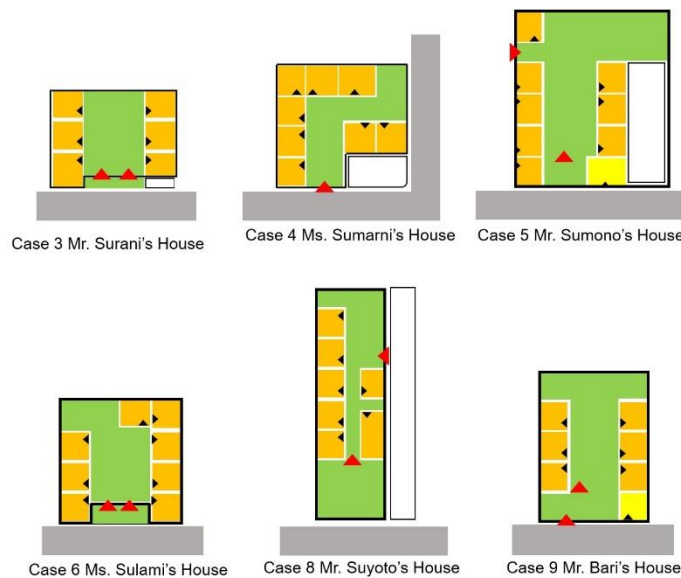 Case 3 Mr. Surani's House
Case 4 Ms. Sumarni's House
Case 5 Mr. Sumono's House
Case 6 Ms. Sulami's House
Case 8 Mr. Suyoto's House
Case 9 Mr. Bari's House